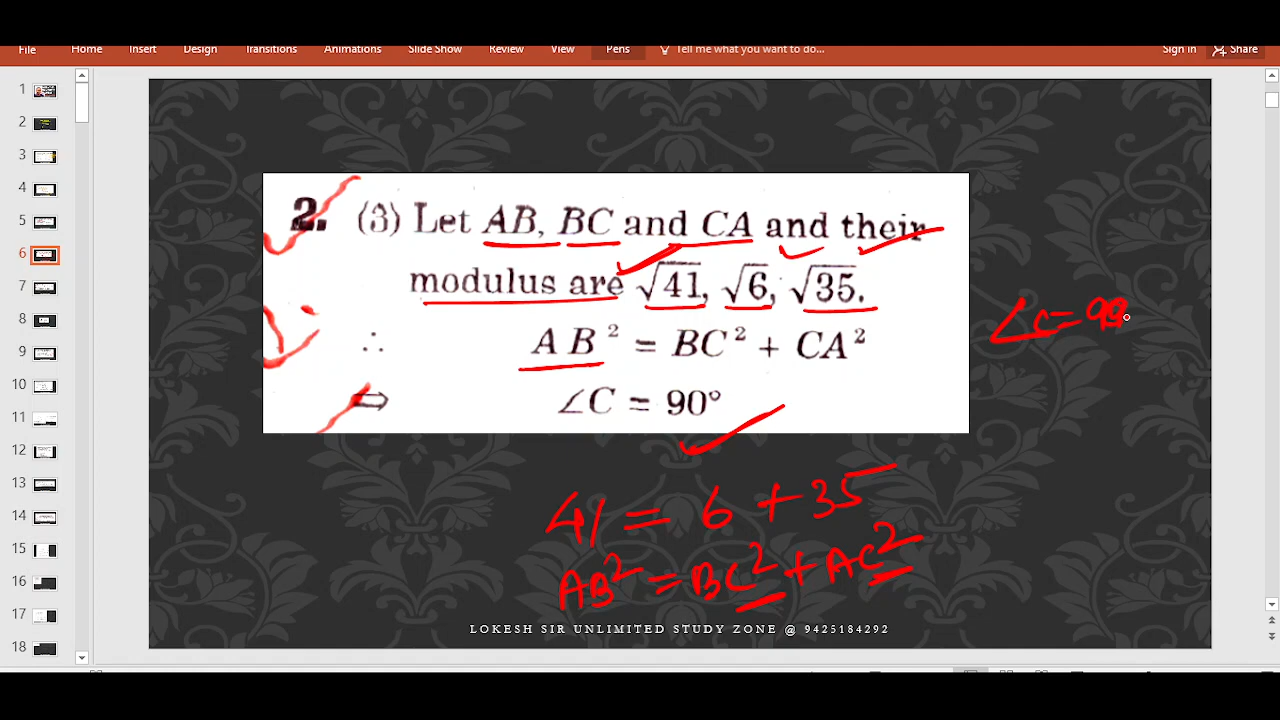 File Home Insert Design Transitions Animations Slide Show Review View Pens Tell me what you want to do... Sign in Share
1
2
3
4
5
6
7
8
9
10
11
12
13
14
15
16
17
18
2. (3) Let AB, BC and CA and their
modulus are √41, √6, √35.
∴ AB² = BC² + CA²
⇔ ∠C = 90°
41 = 6 + 35
AB² = BC² + AC²
LOKESH SIR UNLIMITED STUDY ZONE @ 9425184292